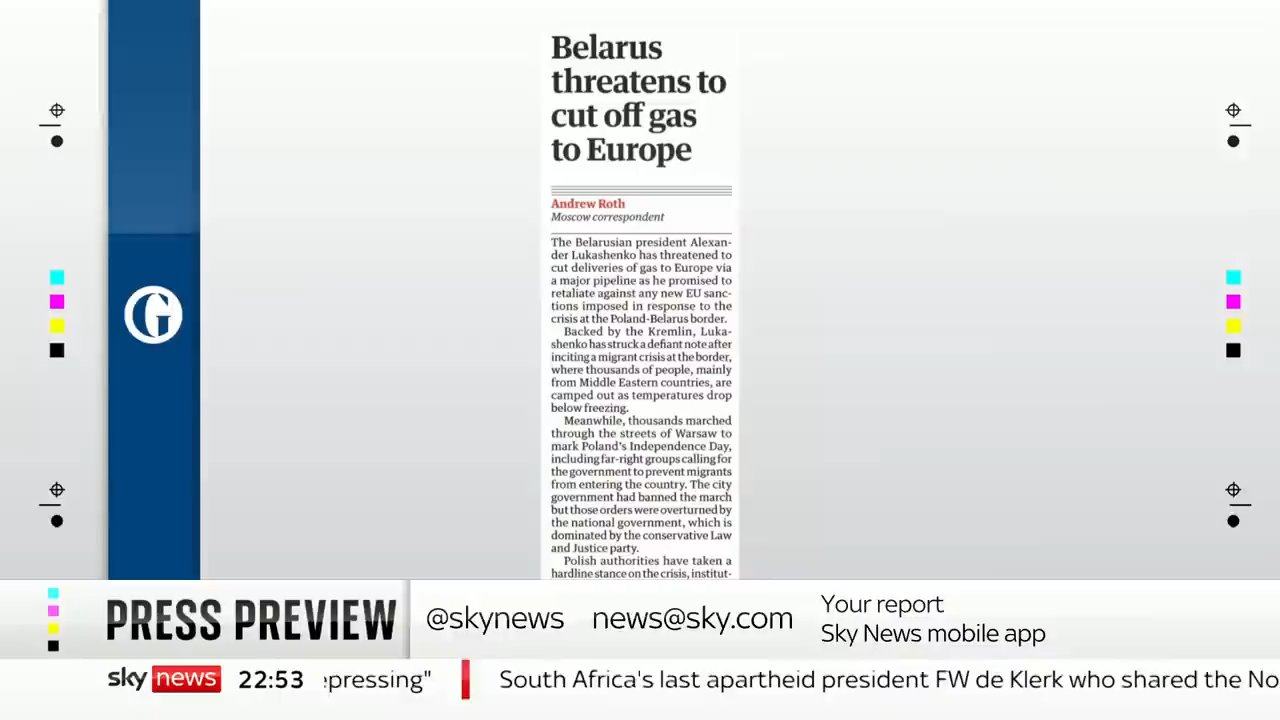 Belarus
threatens to
cut off gas
to Europe
Andrew Roth
Moscow correspondent
The Belarusian president Alexan-
der Lukashenko has threatened to
cut deliveries of gas to Europe via
a major pipeline as he promised to
retaliate against any new EU sanc-
tions imposed in response to the
crisis at the Poland-Belarus border.
Backed by the Kremlin, Luka-
shenko has struck a defiant note after
inciting a migrant crisis at the border,
where thousands of people, mainly
from Middle Eastern countries, are
camped out as temperatures drop
below freezing.
Meanwhile, thousands marched
through the streets of Warsaw to
mark Poland's Independence Day,
including far-right groups calling for
the government to prevent migrants
from entering the country. The city
government had banned the march
but those orders were overturned by
the national government, which is
dominated by the conservative Law
and Justice party.
Polish authorities have taken a
hardline stance on the crisis, institut-
G
PRESS PREVIEW
@skynews news@sky.com
Your report
Sky News mobile app
sky news 22:53 epressing" South Africa's last apartheid president FW de Klerk who shared the No